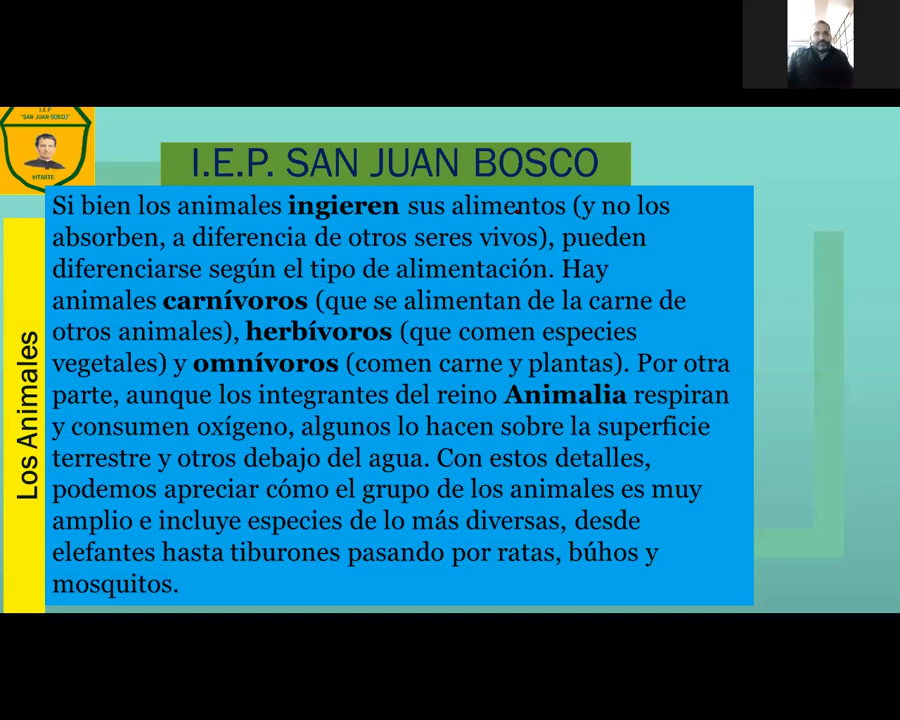 I.E.P
"SAN JUAN BOSCO"
VITARTE
I.E.P. SAN JUAN BOSCO
Los Animales
Si bien los animales ingieren sus alimentos (y no los
absorben, a diferencia de otros seres vivos), pueden
diferenciarse según el tipo de alimentación. Hay
animales carnívoros (que se alimentan de la carne de
otros animales), herbívoros (que comen especies
vegetales) y omnívoros (comen carne y plantas). Por otra
parte, aunque los integrantes del reino Animalia respiran
y consumen oxígeno, algunos lo hacen sobre la superficie
terrestre y otros debajo del agua. Con estos detalles,
podemos apreciar cómo el grupo de los animales es muy
amplio e incluye especies de lo más diversas, desde
elefantes hasta tiburones pasando por ratas, búhos y
mosquitos.